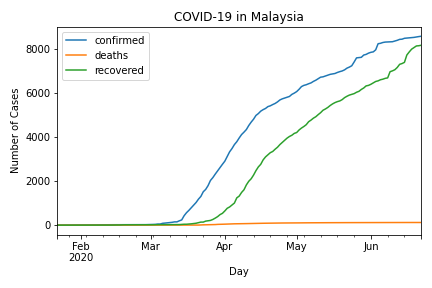 COVID-19 in Malaysia
confirmed
deaths
recovered
Number of Cases
8000
6000
4000
2000
0
Feb
2020
Mar
Apr
May
Jun
Day